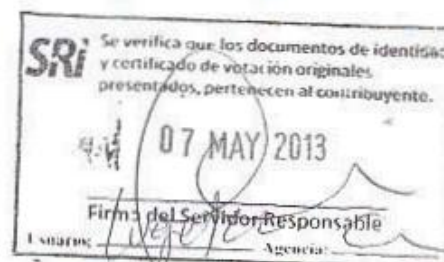 SRi
Se verifica que los documentos de identidad
y certificado de votación originales
presentados, pertenecen al contribuyente.
07 MAY 2013
Firma del Servidor Responsable
Usuario: Agencia: